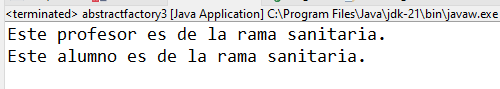 <terminated> abstractfactory3 [Java Application] C:\Program Files\Java\jdk-21\bin\javaw.exe
Este profesor es de la rama sanitaria.
Este alumno es de la rama sanitaria.